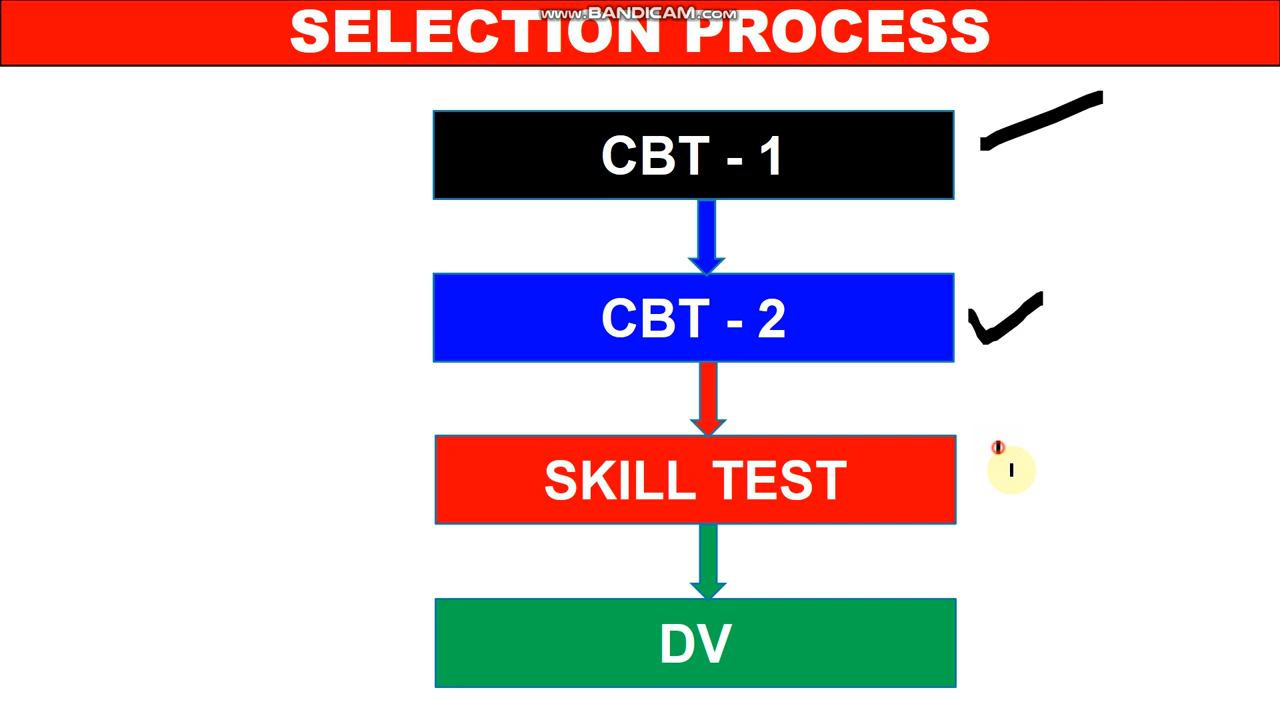 www.BANDICAM.com
SELECTION PROCESS
CBT - 1
CBT - 2
SKILL TEST
DV